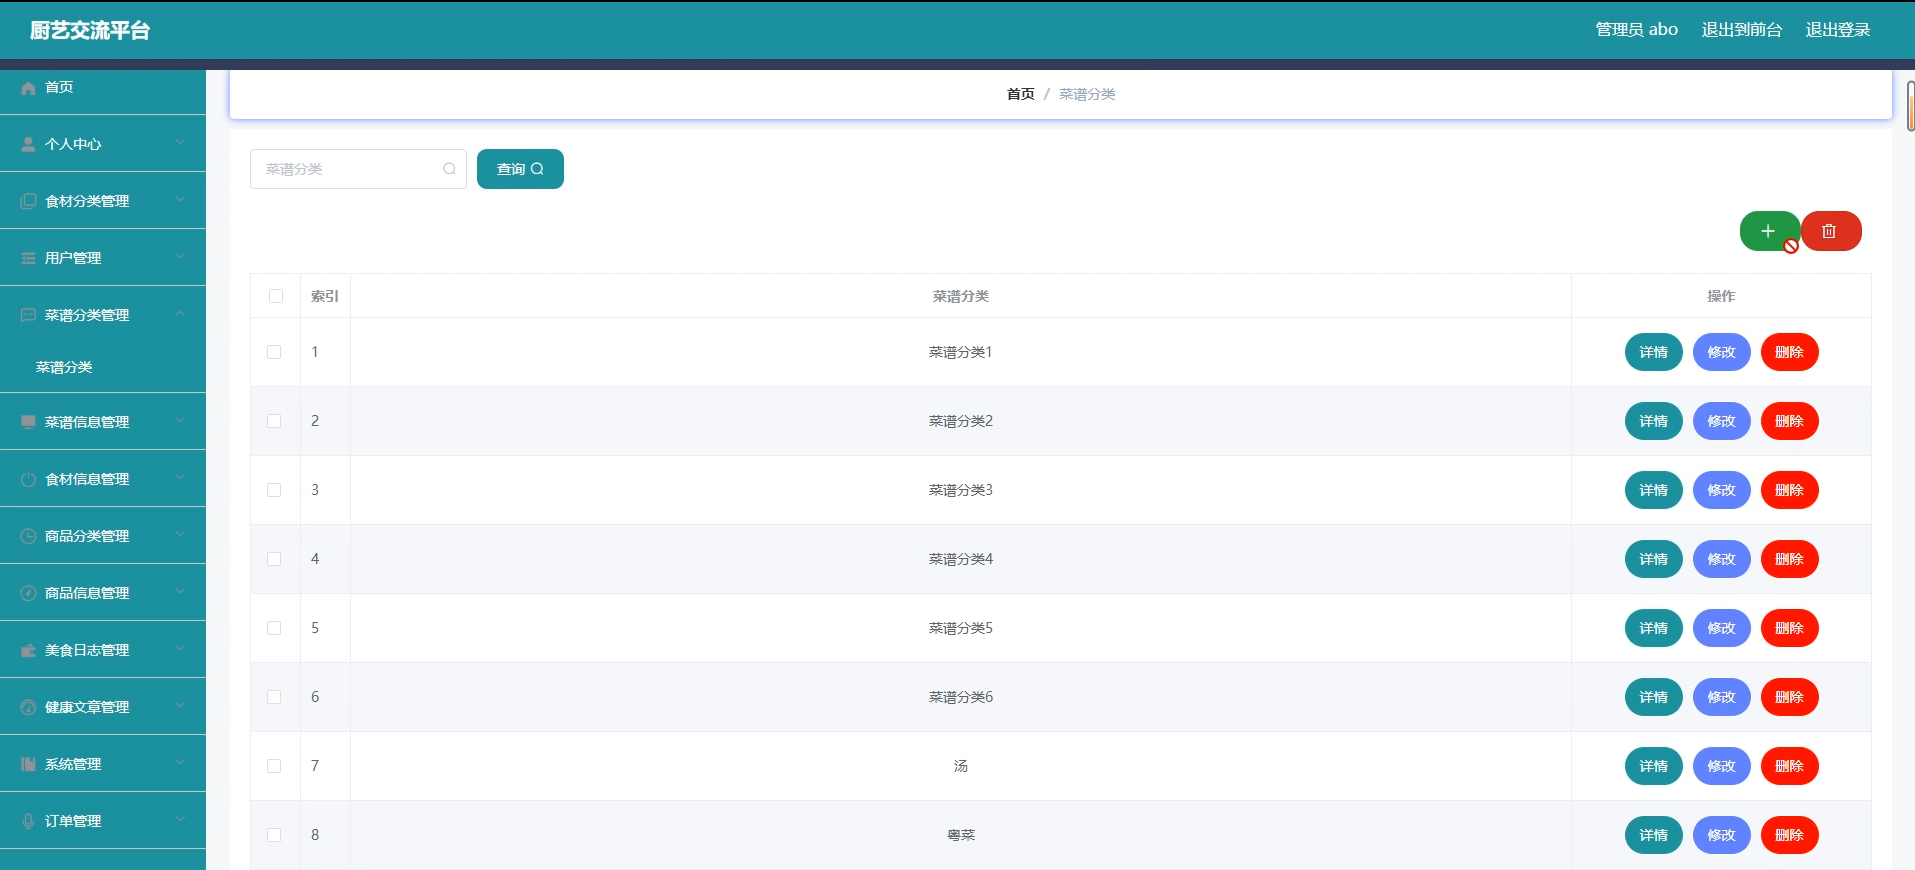 厨艺交流平台
管理员 abo 退出到前台 退出登录
首页
个人中心
食材分类管理
用户管理
菜谱分类管理
菜谱分类
菜谱信息管理
食材信息管理
商品分类管理
商品信息管理
美食日志管理
健康文章管理
系统管理
订单管理
首页 / 菜谱分类
菜谱分类 查询
索引 菜谱分类 操作
1 菜谱分类1 详情 修改 删除
2 菜谱分类2 详情 修改 删除
3 菜谱分类3 详情 修改 删除
4 菜谱分类4 详情 修改 删除
5 菜谱分类5 详情 修改 删除
6 菜谱分类6 详情 修改 删除
7 汤 详情 修改 删除
8 粤菜 详情 修改 删除